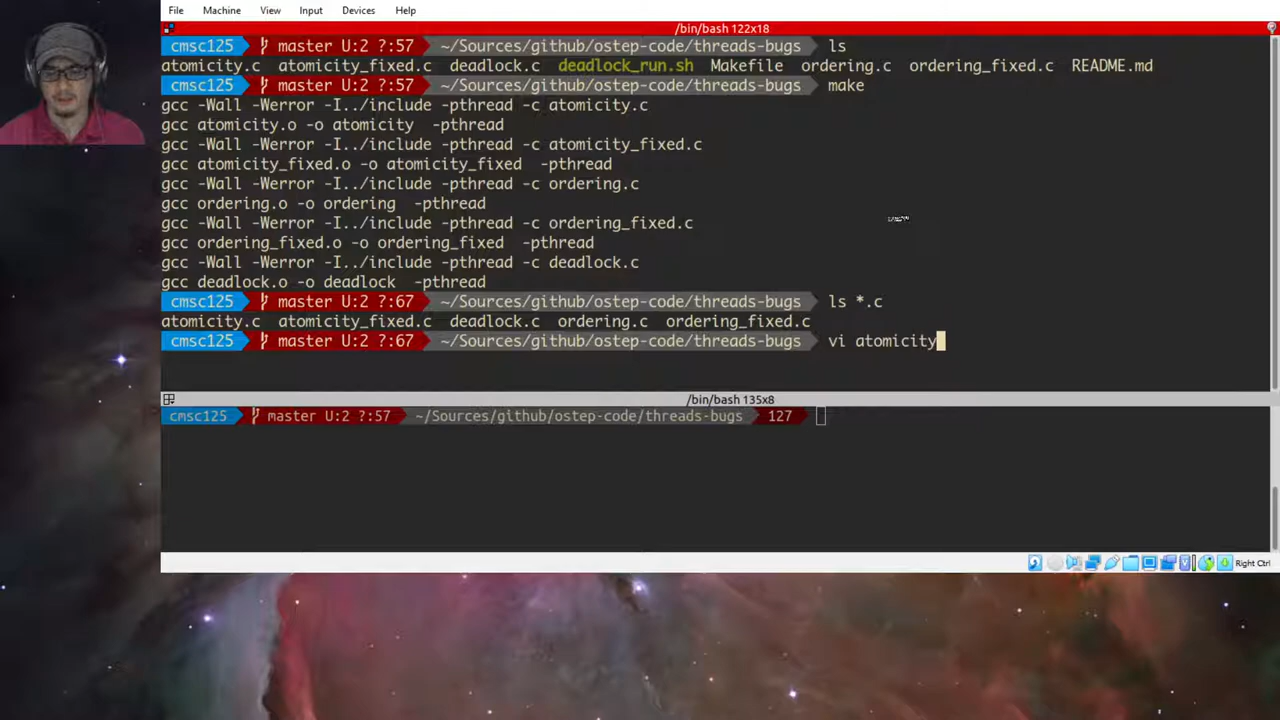 File Machine View Input Devices Help
/bin/bash 122x18
cmsc125 master U:2 ?:57 ~/Sources/github/ostep-code/threads-bugs ls
atomicity.c atomicity_fixed.c deadlock.c deadlock_run.sh Makefile ordering.c ordering_fixed.c README.md
cmsc125 master U:2 ?:57 ~/Sources/github/ostep-code/threads-bugs make
gcc -Wall -Werror -I../include -pthread -c atomicity.c
gcc atomicity.o -o atomicity -pthread
gcc -Wall -Werror -I../include -pthread -c atomicity_fixed.c
gcc atomicity_fixed.o -o atomicity_fixed -pthread
gcc -Wall -Werror -I../include -pthread -c ordering.c
gcc ordering.o -o ordering -pthread
gcc -Wall -Werror -I../include -pthread -c ordering_fixed.c
gcc ordering_fixed.o -o ordering_fixed -pthread
gcc -Wall -Werror -I../include -pthread -c deadlock.c
gcc deadlock.o -o deadlock -pthread
cmsc125 master U:2 ?:67 ~/Sources/github/ostep-code/threads-bugs ls *.c
atomicity.c atomicity_fixed.c deadlock.c ordering.c ordering_fixed.c
cmsc125 master U:2 ?:67 ~/Sources/github/ostep-code/threads-bugs vi atomicity
/bin/bash 135x8
cmsc125 master U:2 ?:57 ~/Sources/github/ostep-code/threads-bugs 127
Right Ctrl